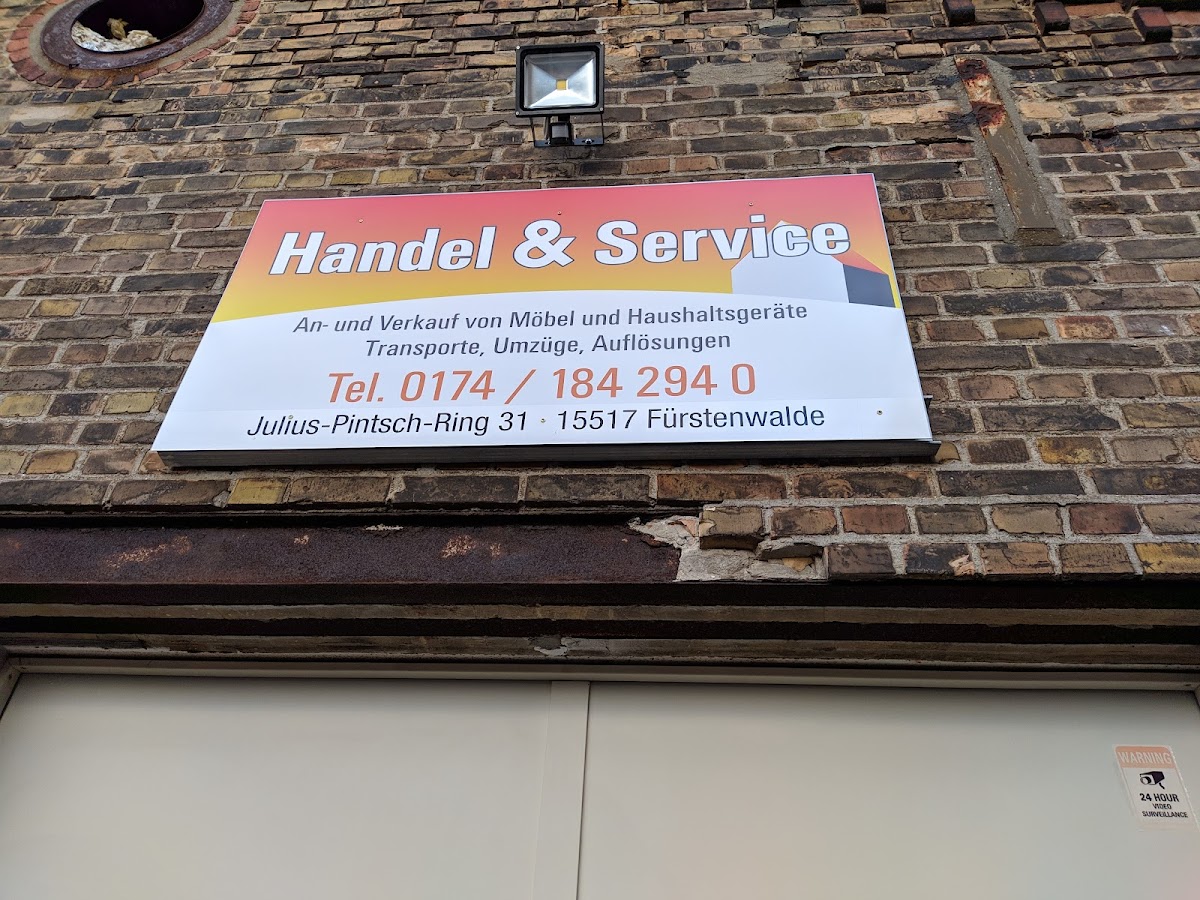 Handel & Service
An- und Verkauf von Möbel und Haushaltsgeräte
Transporte, Umzüge, Auflösungen
Tel. 0174 / 184 294 0
Julius-Pintsch-Ring 31 · 15517 Fürstenwalde
WARNING
24 HOUR
VIDEO
SURVEILLANCE